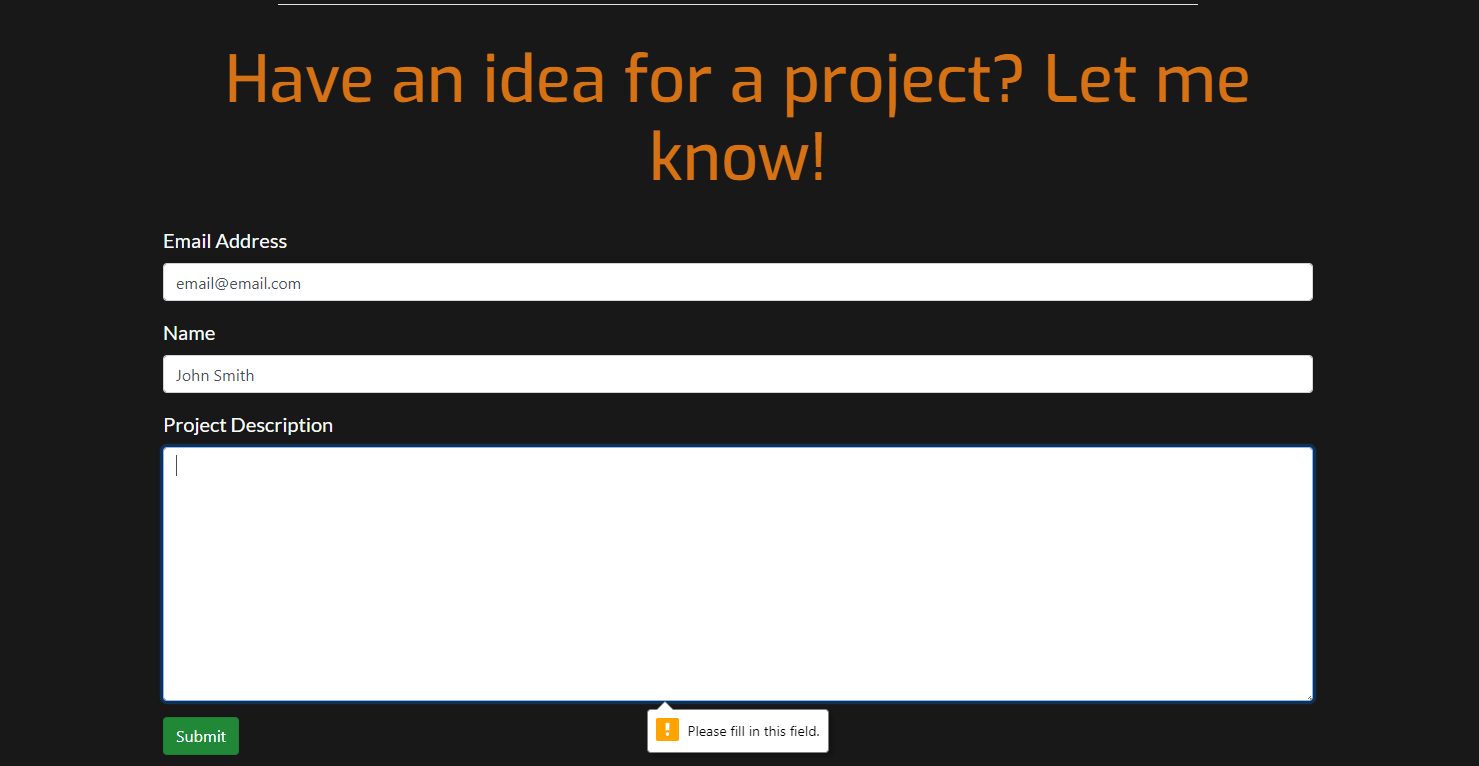 Have an idea for a project? Let me
know!
Email Address
email@email.com
Name
John Smith
Project Description
Submit
Please fill in this field.